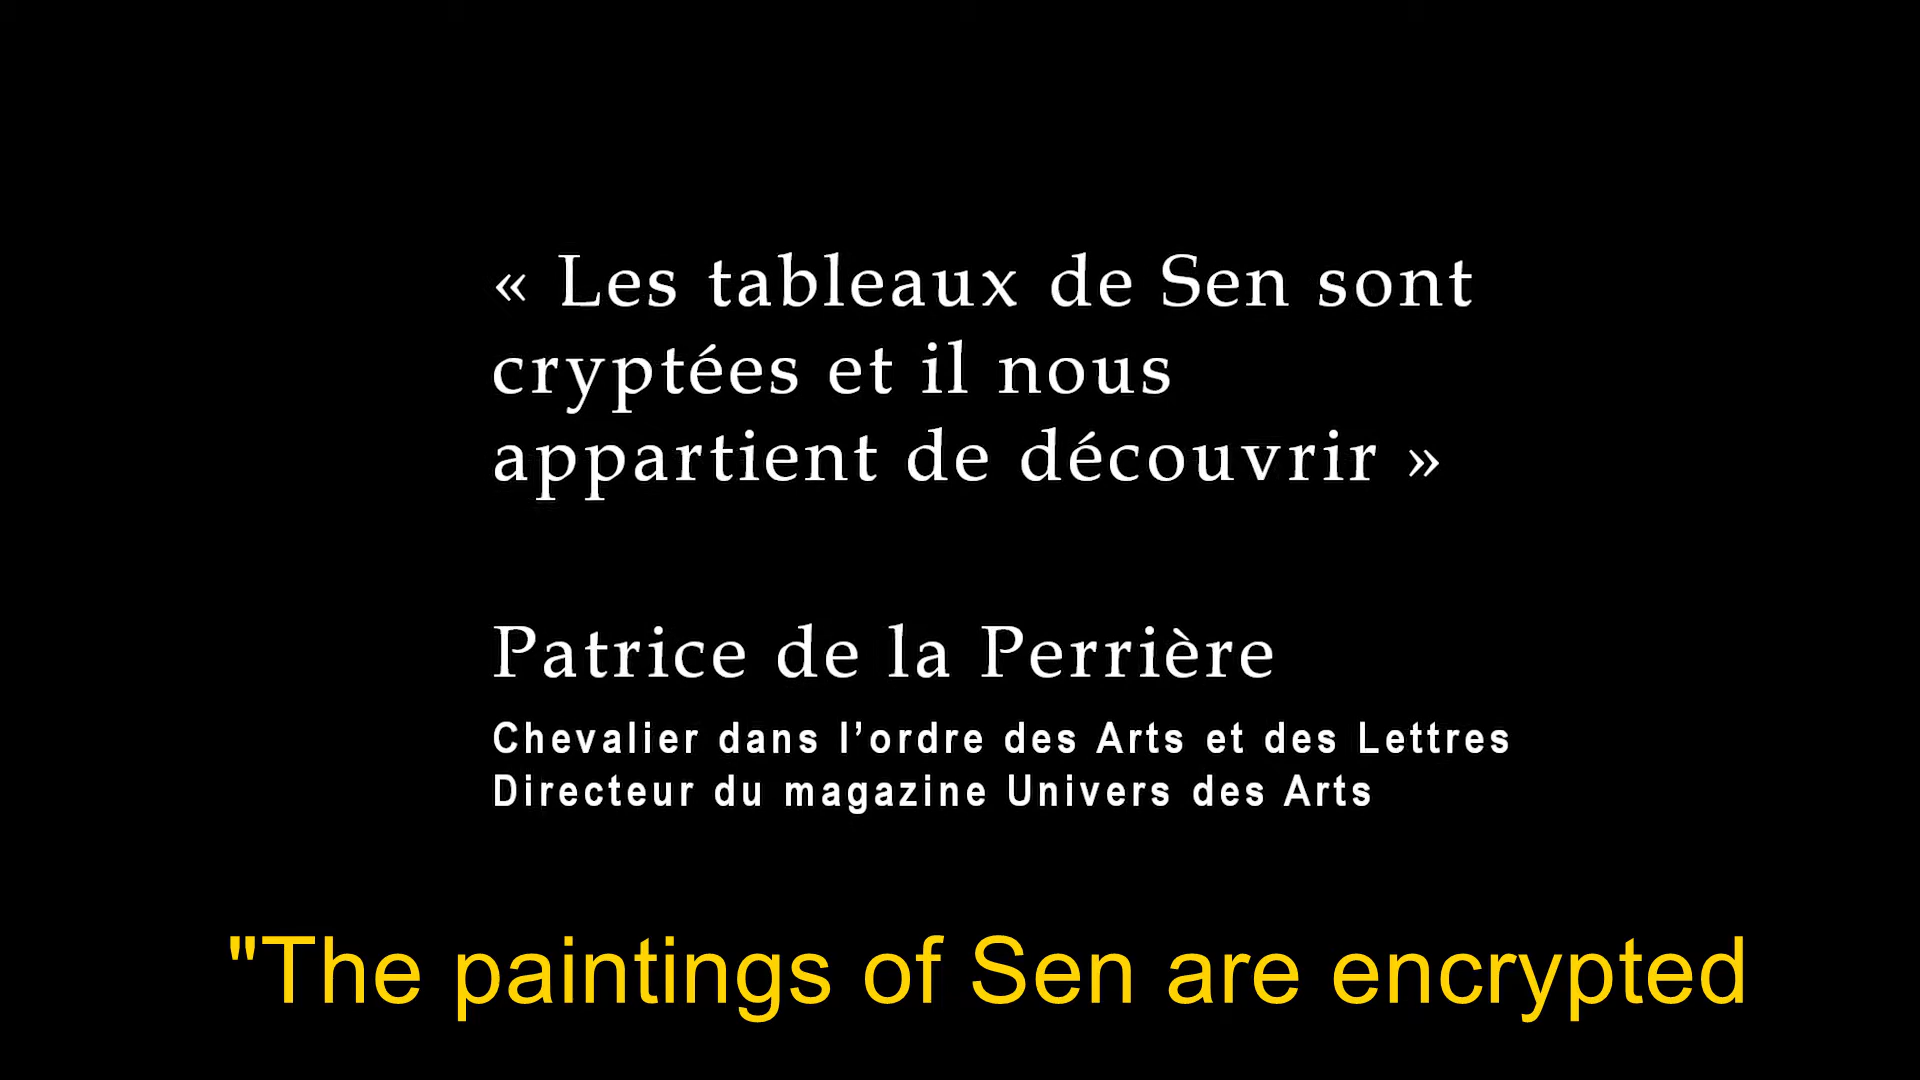 « Les tableaux de Sen sont
cryptées et il nous
appartient de découvrir »
Patrice de la Perrière
Chevalier dans l’ordre des Arts et des Lettres
Directeur du magazine Univers des Arts
"The paintings of Sen are encrypted